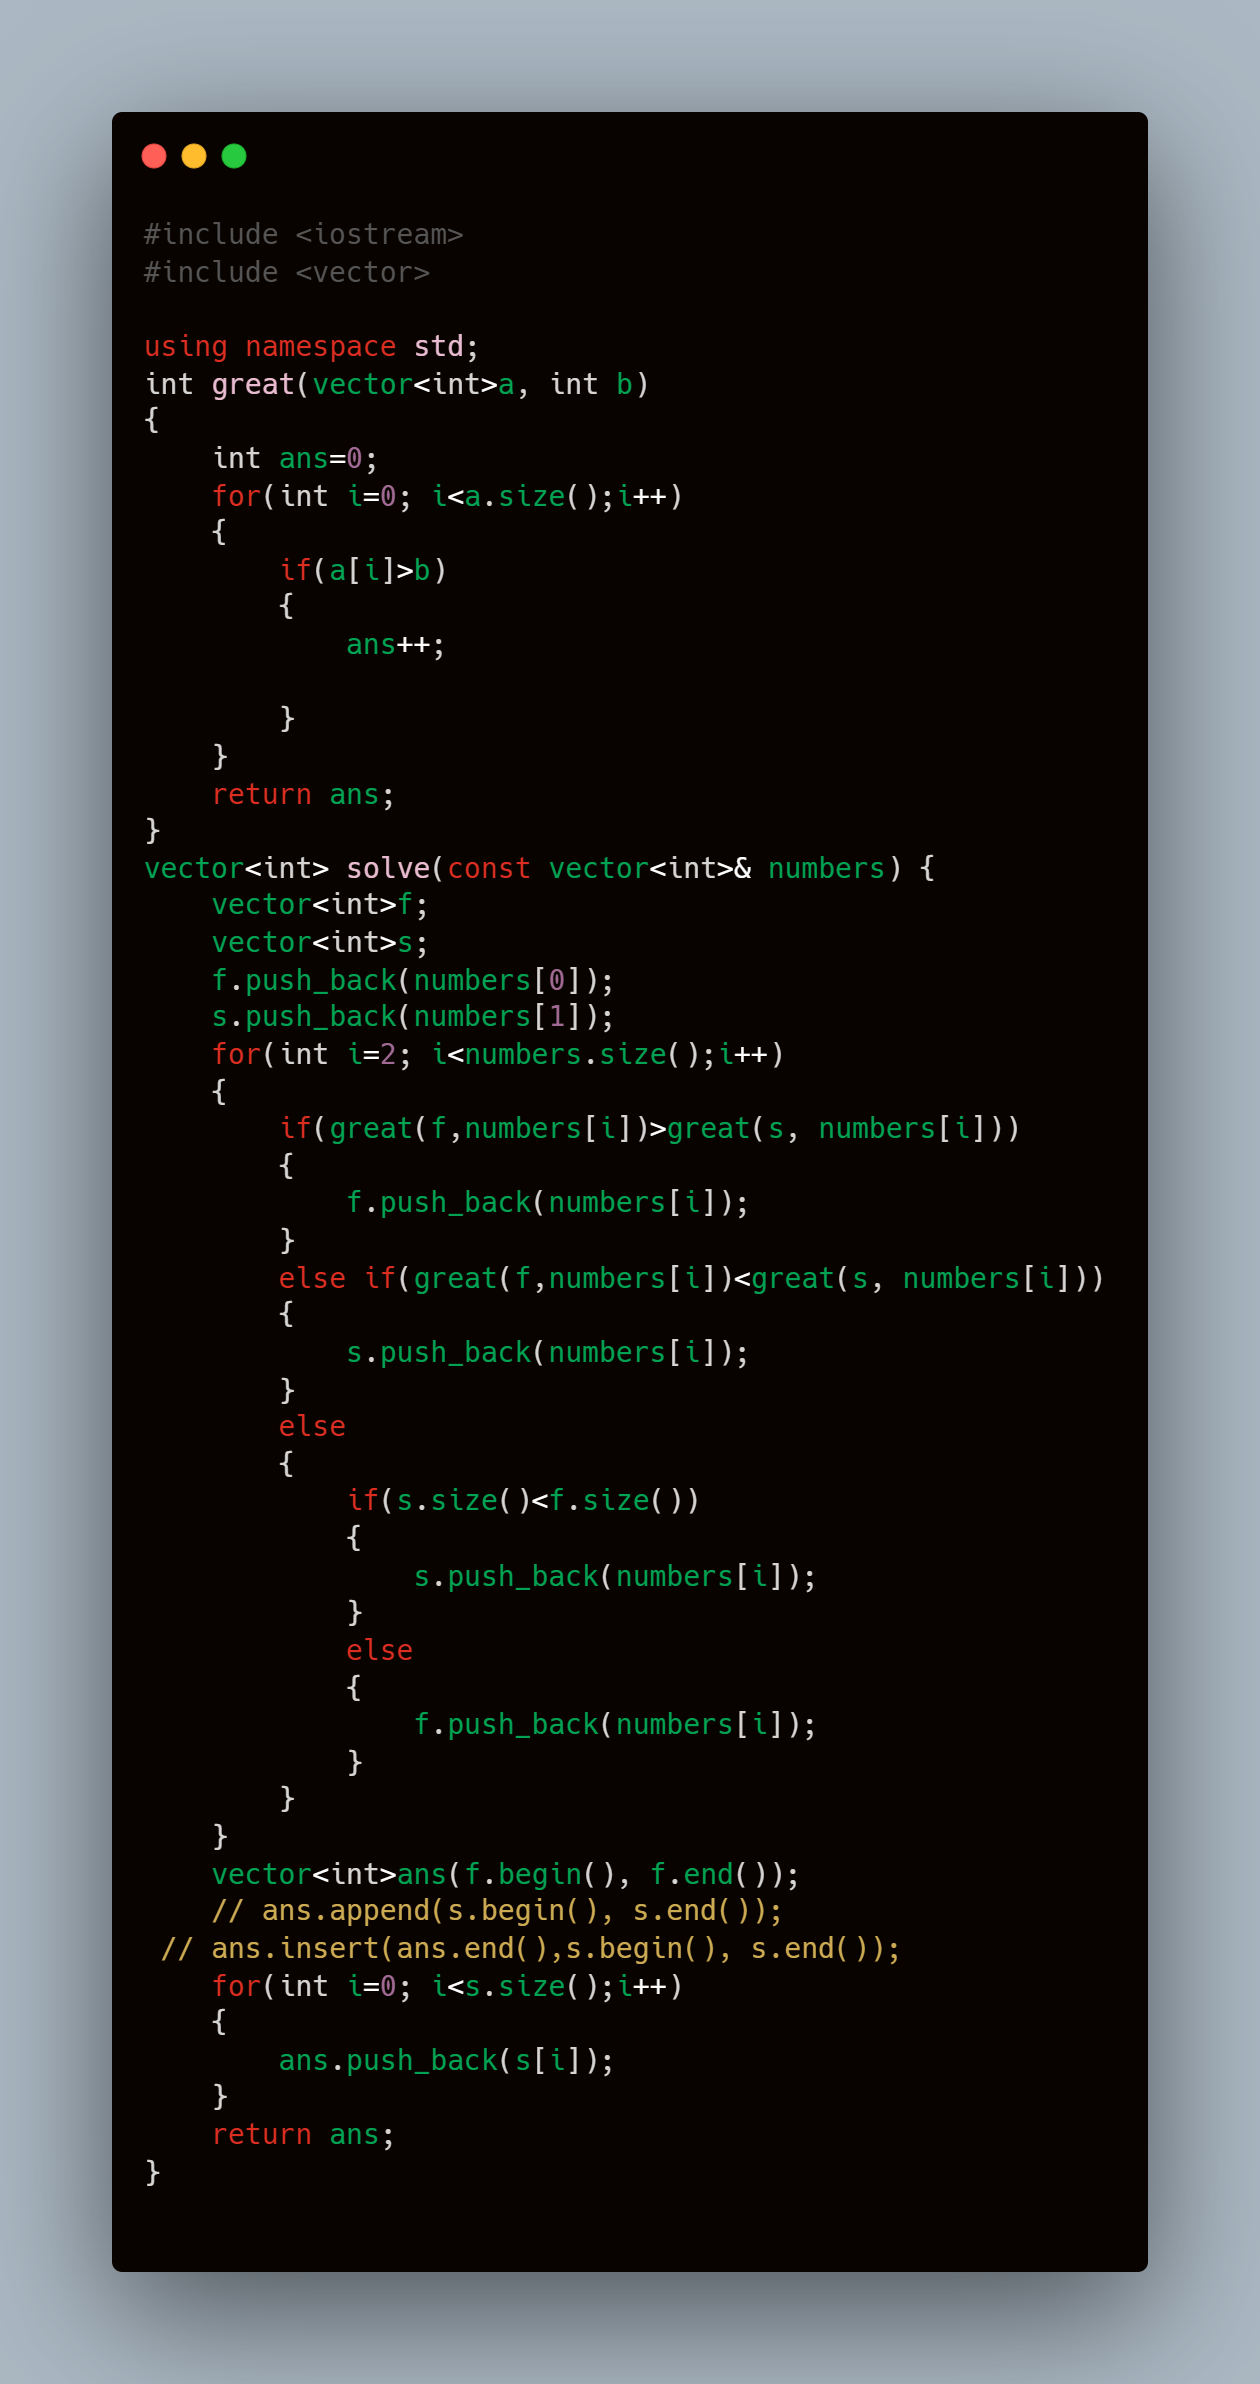 #include <iostream>
#include <vector>

using namespace std;
int great(vector<int>a, int b)
{
    int ans=0;
    for(int i=0; i<a.size();i++)
    {
        if(a[i]>b)
        {
            ans++;

        }
    }
    return ans;
}
vector<int> solve(const vector<int>& numbers) {
    vector<int>f;
    vector<int>s;
    f.push_back(numbers[0]);
    s.push_back(numbers[1]);
    for(int i=2; i<numbers.size();i++)
    {
        if(great(f,numbers[i])>great(s, numbers[i]))
        {
            f.push_back(numbers[i]);
        }
        else if(great(f,numbers[i])<great(s, numbers[i]))
        {
            s.push_back(numbers[i]);
        }
        else
        {
            if(s.size()<f.size())
            {
                s.push_back(numbers[i]);
            }
            else
            {
                f.push_back(numbers[i]);
            }
        }
    }
    vector<int>ans(f.begin(), f.end());
    // ans.append(s.begin(), s.end());
 // ans.insert(ans.end(),s.begin(), s.end());
    for(int i=0; i<s.size();i++)
    {
        ans.push_back(s[i]);
    }
    return ans;
}